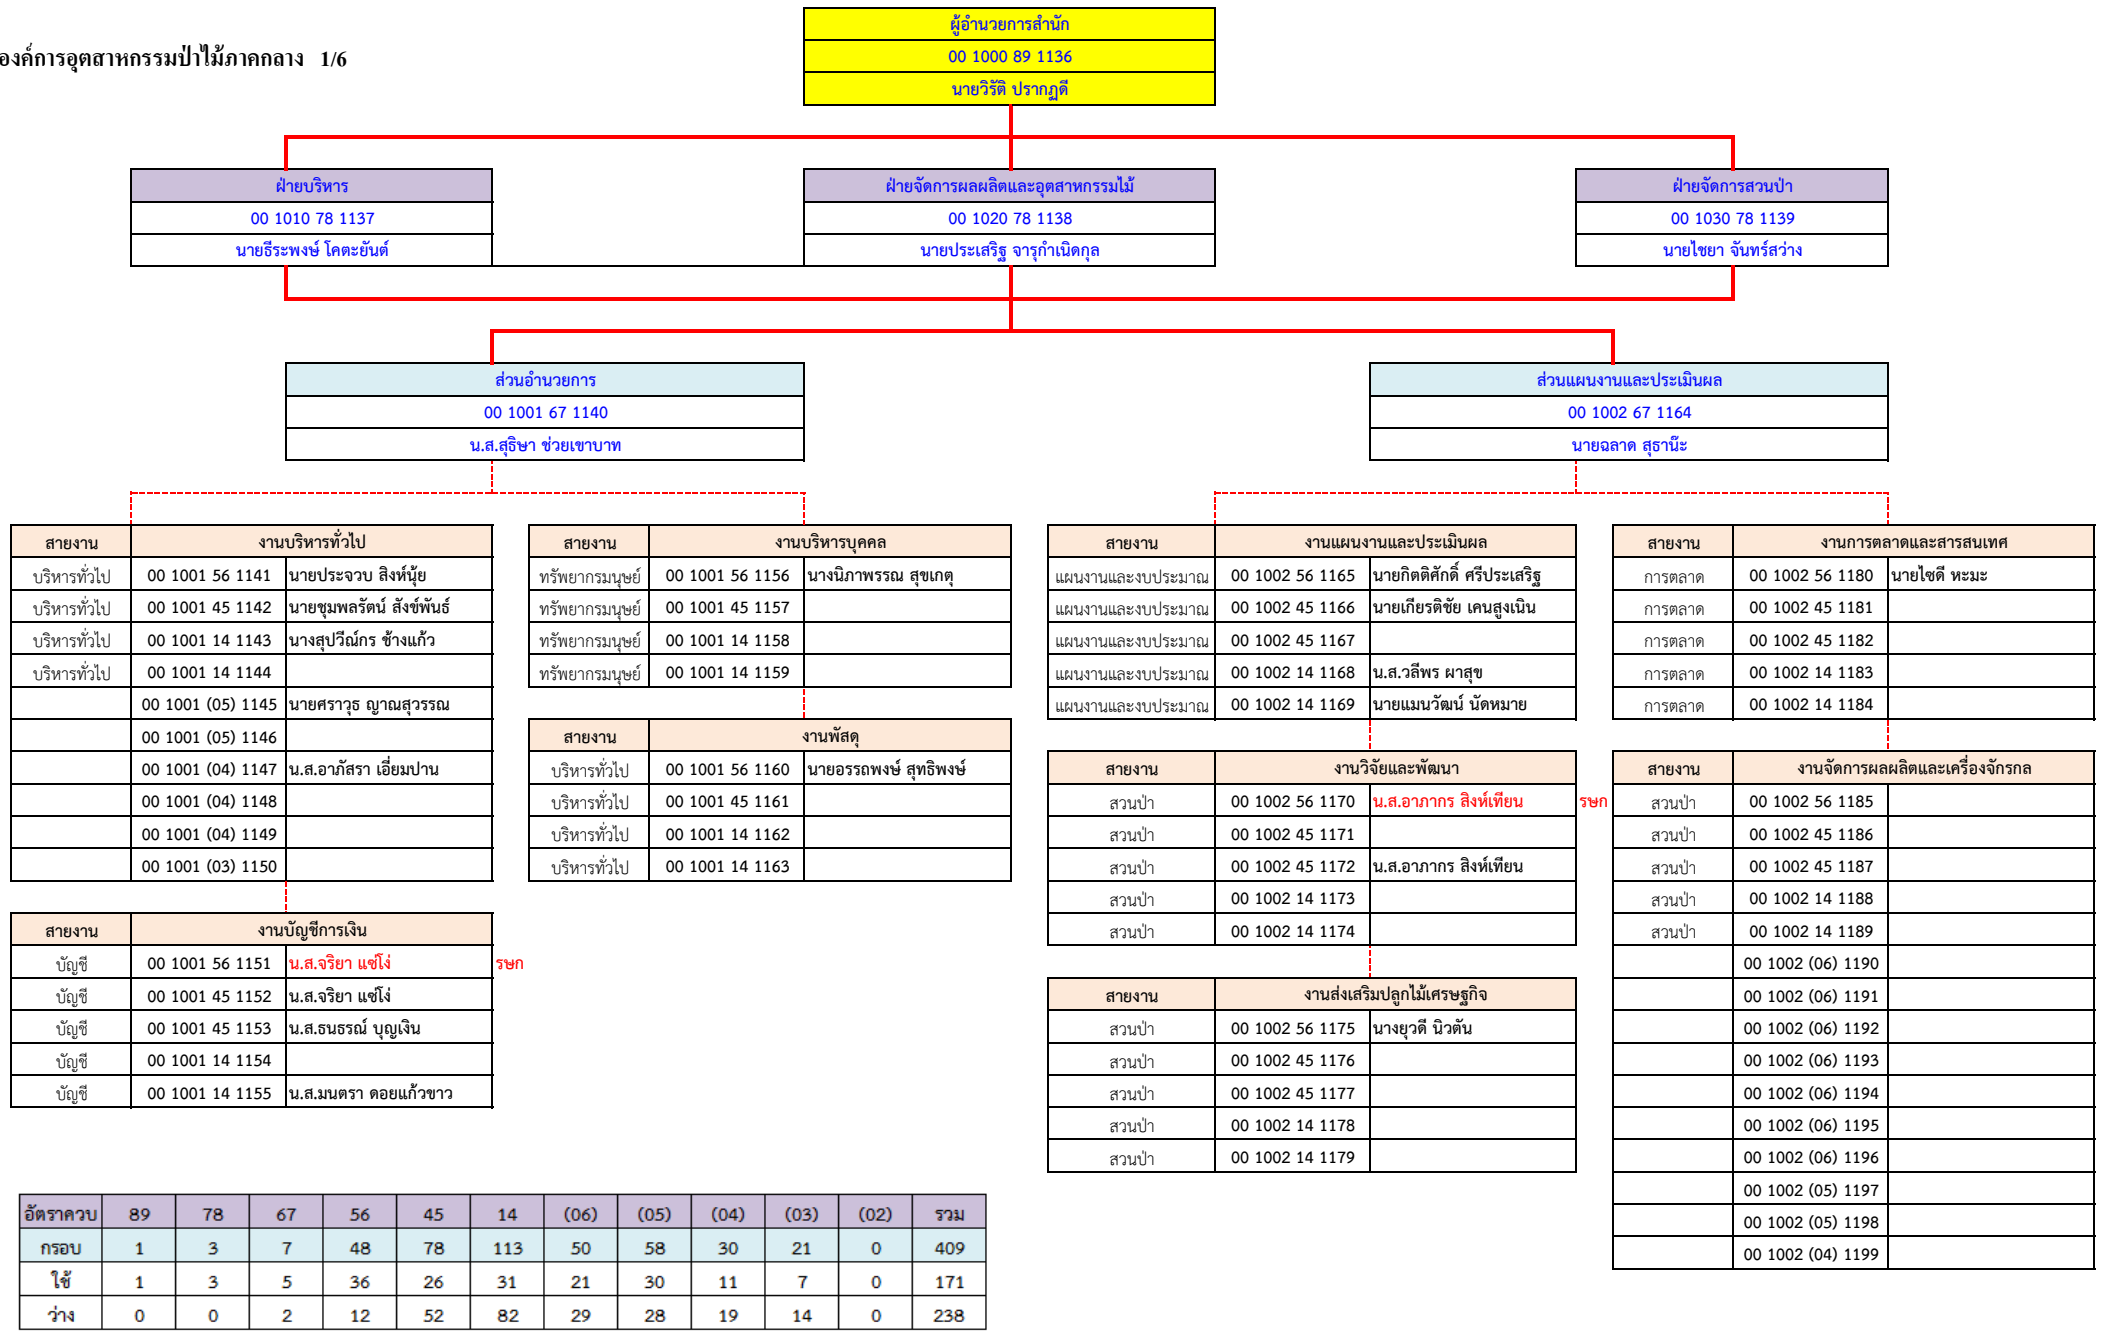 องค์การอุตสาหกรรมป่าไม้ภาคกลาง 1/6
ผู้อำนวยการสำนัก
00 1000 89 1136
นายวิรัติ ปรากฏดี
ฝ่ายบริหาร
00 1010 78 1137
นายธีระพงษ์ โคตะยันต์
ฝ่ายจัดการผลผลิตและอุตสาหกรรมไม้
00 1020 78 1138
นายประเสริฐ จารุกำเนิดกุล
ฝ่ายจัดการสวนป่า
00 1030 78 1139
นายไชยา จันทร์สว่าง
ส่วนอำนวยการ
00 1001 67 1140
น.ส.สุธิษา ช่วยเขาบาท
ส่วนแผนงานและประเมินผล
00 1002 67 1164
นายฉลาด สุธานี๊ะ
สายงาน งานบริหารทั่วไป
บริหารทั่วไป 00 1001 56 1141 นายประจวบ สิงห์นุ้ย
บริหารทั่วไป 00 1001 45 1142 นายชุมพลรัตน์ สังข์พันธ์
บริหารทั่วไป 00 1001 14 1143 นางสุปวีณ์กร ช้างแก้ว
บริหารทั่วไป 00 1001 14 1144
00 1001 (05) 1145 นายศราวุธ ญาณสุวรรณ
00 1001 (05) 1146
00 1001 (04) 1147 น.ส.อาภัสรา เอี่ยมปาน
00 1001 (04) 1148
00 1001 (04) 1149
00 1001 (03) 1150
สายงาน งานบัญชีการเงิน
บัญชี 00 1001 56 1151 น.ส.จริยา แซ่โง่ รษก
บัญชี 00 1001 45 1152 น.ส.จริยา แซ่โง่
บัญชี 00 1001 45 1153 น.ส.ธนธรณ์ บุญเงิน
บัญชี 00 1001 14 1154
บัญชี 00 1001 14 1155 น.ส.มนตรา ดอยแก้วขาว
สายงาน งานบริหารบุคคล
ทรัพยากรมนุษย์ 00 1001 56 1156 นางนิภาพรรณ สุขเกตุ
ทรัพยากรมนุษย์ 00 1001 45 1157
ทรัพยากรมนุษย์ 00 1001 14 1158
ทรัพยากรมนุษย์ 00 1001 14 1159
สายงาน งานพัสดุ
บริหารทั่วไป 00 1001 56 1160 นายอรรถพงษ์ สุทธิพงษ์
บริหารทั่วไป 00 1001 45 1161
บริหารทั่วไป 00 1001 14 1162
บริหารทั่วไป 00 1001 14 1163
สายงาน งานแผนงานและประเมินผล
แผนงานและงบประมาณ 00 1002 56 1165 นายกิตติศักดิ์ ศรีประเสริฐ
แผนงานและงบประมาณ 00 1002 45 1166 นายเกียรติชัย เคนสูงเนิน
แผนงานและงบประมาณ 00 1002 45 1167
แผนงานและงบประมาณ 00 1002 14 1168 น.ส.วลีพร ผาสุข
แผนงานและงบประมาณ 00 1002 14 1169 นายแมนวัฒน์ นัดหมาย
สายงาน งานวิจัยและพัฒนา
สวนป่า 00 1002 56 1170 น.ส.อาภากร สิงห์เทียน รษก
สวนป่า 00 1002 45 1171
สวนป่า 00 1002 45 1172 น.ส.อาภากร สิงห์เทียน
สวนป่า 00 1002 14 1173
สวนป่า 00 1002 14 1174
สายงาน งานส่งเสริมปลูกไม้เศรษฐกิจ
สวนป่า 00 1002 56 1175 นางยุวดี นิวตัน
สวนป่า 00 1002 45 1176
สวนป่า 00 1002 45 1177
สวนป่า 00 1002 14 1178
สวนป่า 00 1002 14 1179
สายงาน งานการตลาดและสารสนเทศ
การตลาด 00 1002 56 1180 นายไซดี หะมะ
การตลาด 00 1002 45 1181
การตลาด 00 1002 45 1182
การตลาด 00 1002 14 1183
การตลาด 00 1002 14 1184
สายงาน งานจัดการผลผลิตและเครื่องจักรกล
สวนป่า 00 1002 56 1185
สวนป่า 00 1002 45 1186
สวนป่า 00 1002 45 1187
สวนป่า 00 1002 14 1188
สวนป่า 00 1002 14 1189
00 1002 (06) 1190
00 1002 (06) 1191
00 1002 (06) 1192
00 1002 (06) 1193
00 1002 (06) 1194
00 1002 (06) 1195
00 1002 (06) 1196
00 1002 (05) 1197
00 1002 (05) 1198
00 1002 (04) 1199
อัตราควบ 89 78 67 56 45 14 (06) (05) (04) (03) (02) รวม
กรอบ 1 3 7 48 78 113 50 58 30 21 0 409
ใช้ 1 3 5 36 26 31 21 30 11 7 0 171
ว่าง 0 0 2 12 52 82 29 28 19 14 0 238